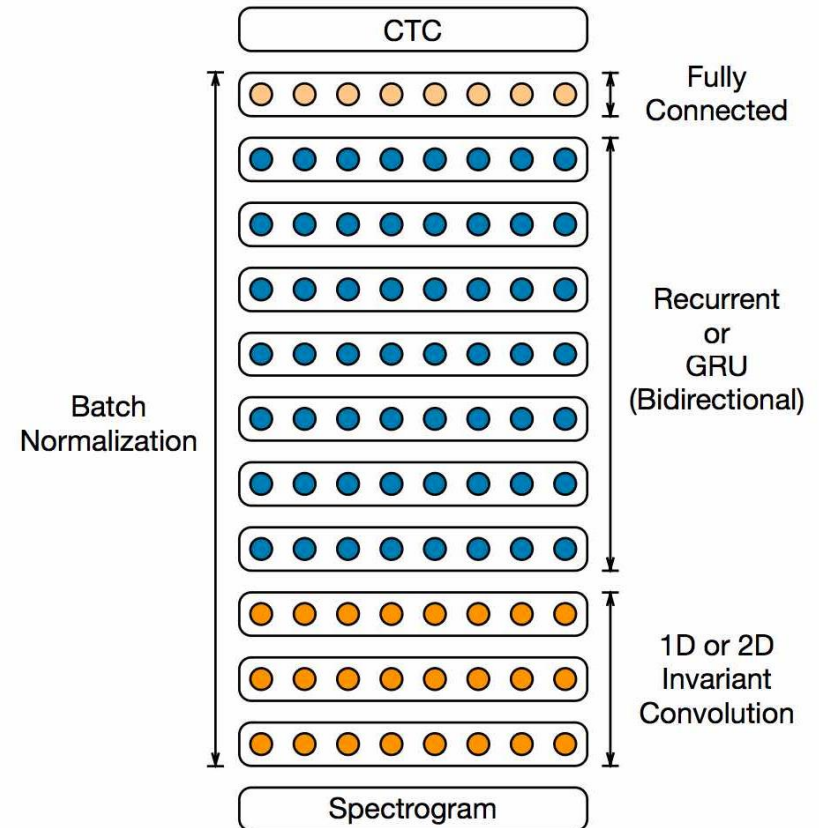 CTC
Fully
Connected
Recurrent
or
GRU
(Bidirectional)
Batch
Normalization
1D or 2D
Invariant
Convolution
Spectrogram